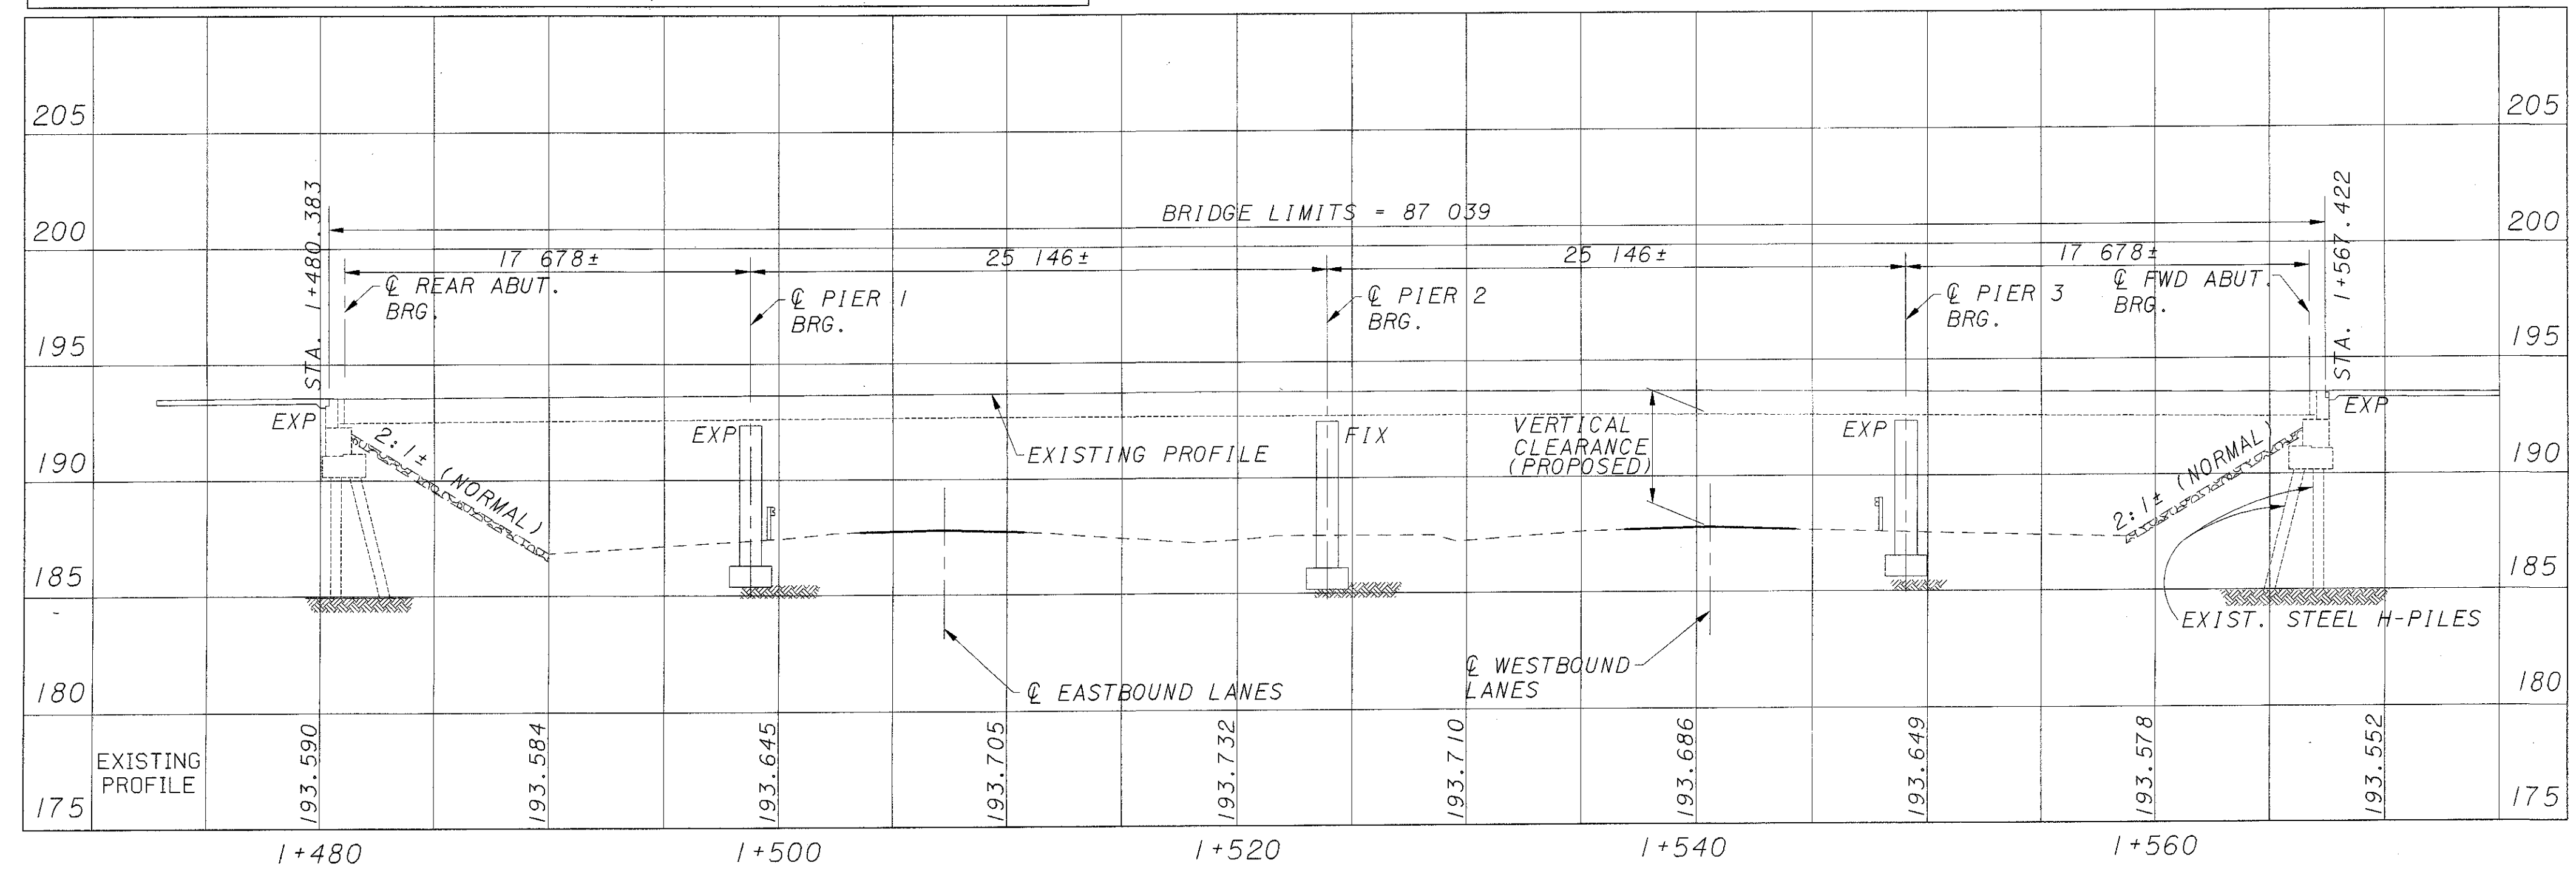 205
205
STA. 1+480.383
STA. 1+567.422
BRIDGE LIMITS = 87 039
200
200
17 678±
25 146±
25 146±
17 678±
℄ REAR ABUT.
BRG.
℄ PIER 1
BRG.
℄ PIER 2
BRG.
℄ PIER 3
BRG.
℄ FWD ABUT.
BRG.
195
195
EXP
2:1± (NORMAL)
EXP
EXISTING PROFILE
FIX
VERTICAL
CLEARANCE
(PROPOSED)
EXP
2:1± (NORMAL)
EXP
190
190
185
185
EXIST. STEEL H-PILES
℄ EASTBOUND LANES
℄ WESTBOUND
LANES
180
180
EXISTING
PROFILE
193.590
193.584
193.645
193.705
193.732
193.710
193.686
193.649
193.578
193.552
175
175
1+480
1+500
1+520
1+540
1+560